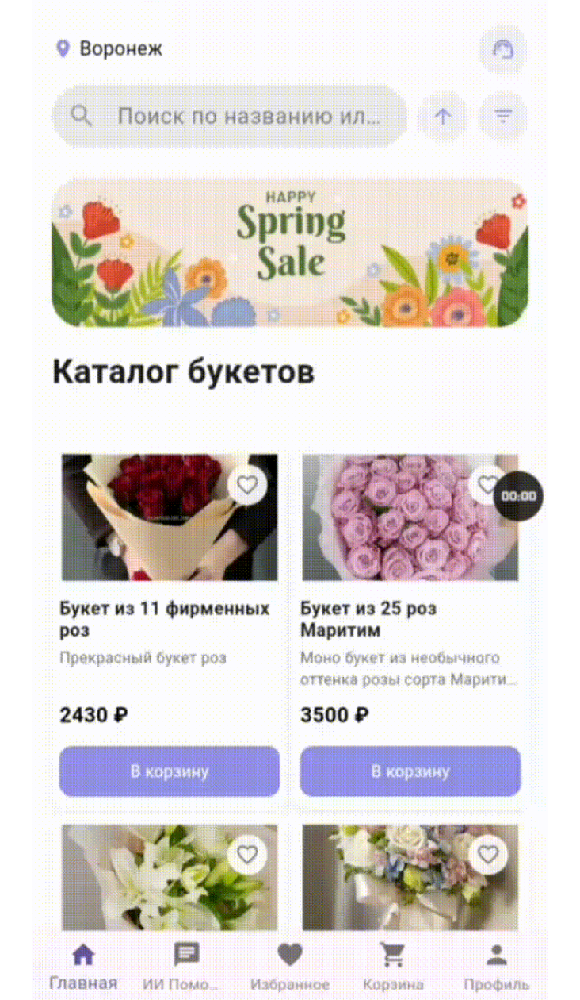 Воронеж
Поиск по названию ил...
HAPPY
Spring
Sale
Каталог букетов
00:00
Букет из 11 фирменных
роз
Прекрасный букет роз
2430 ₽
В корзину
Букет из 25 роз
Маритим
Моно букет из необычного
оттенка розы сорта Марити...
3500 ₽
В корзину
Главная
ИИ Помо...
Избранное
Корзина
Профиль